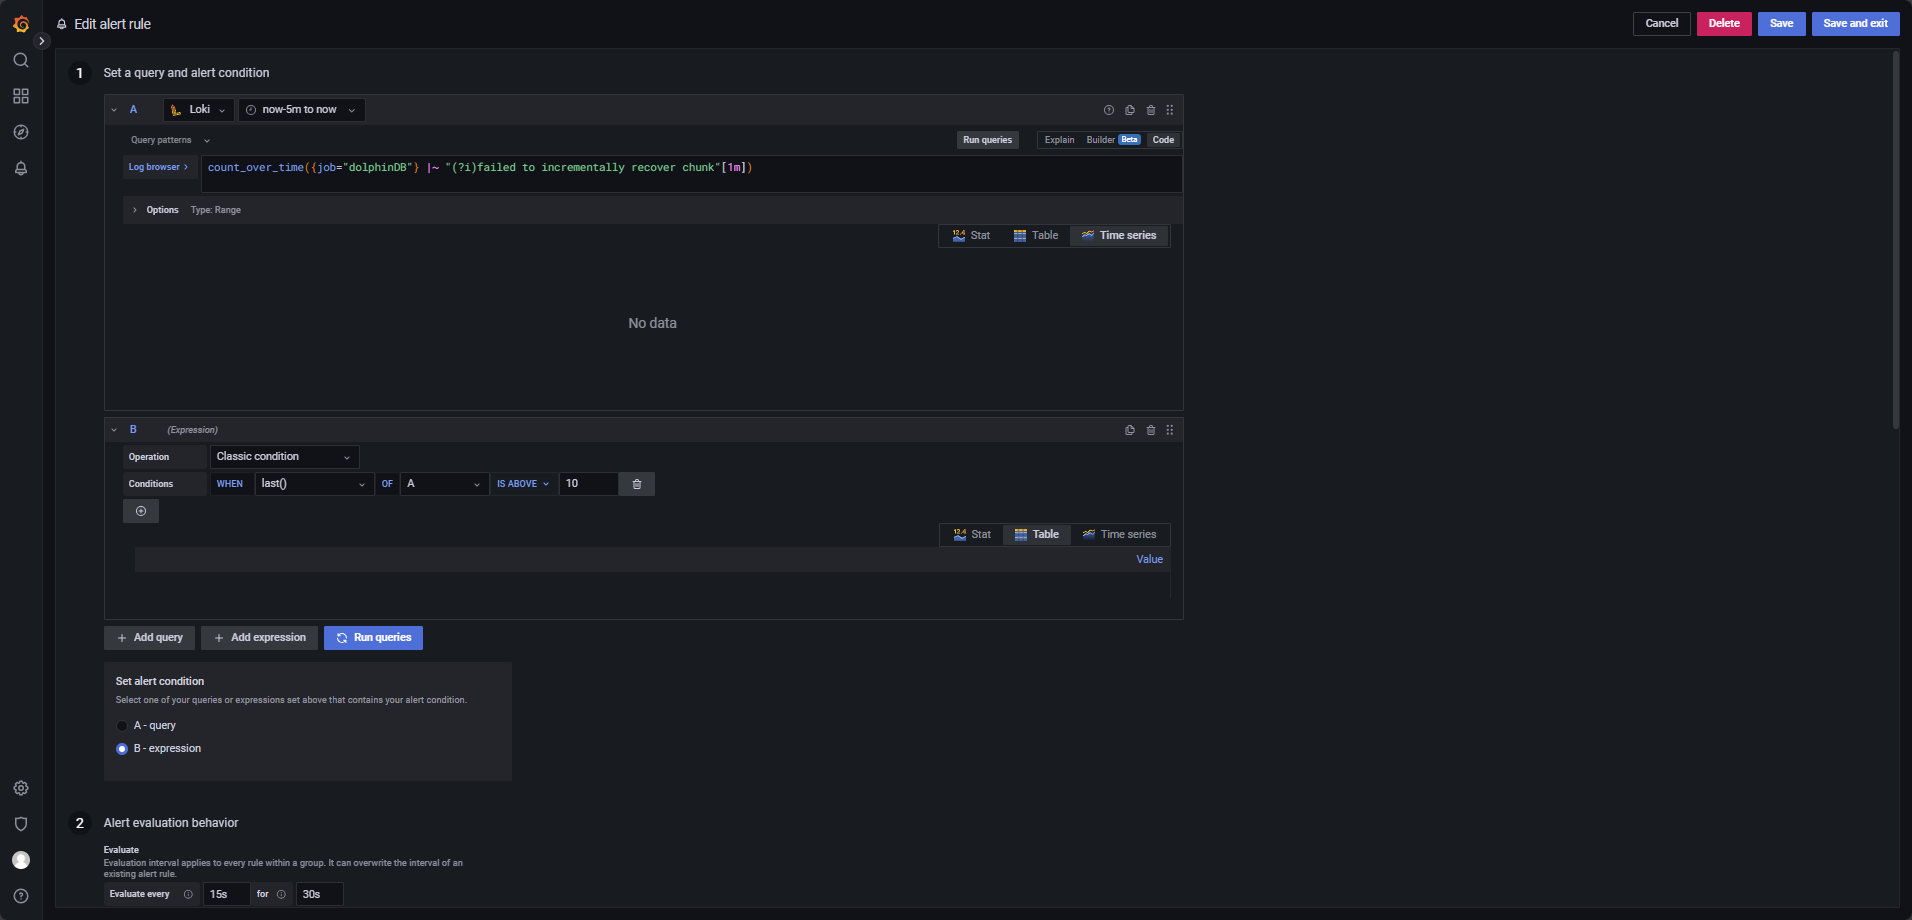 Edit alert rule
Cancel
Delete
Save
Save and exit
1 Set a query and alert condition
A
Loki
now-5m to now
Query patterns
Run queries
Explain
Builder
Beta
Code
Log browser >
count_over_time({job="dolphinDB"} |~ "(?i)failed to incrementally recover chunk"[1m])
Options
Type: Range
12.4
Stat
Table
Time series
No data
B
(Expression)
Operation
Classic condition
Conditions
WHEN
last()
OF
A
IS ABOVE
10
12.4
Stat
Table
Time series
Value
+ Add query
+ Add expression
Run queries
Set alert condition
Select one of your queries or expressions set above that contains your alert condition.
A - query
B - expression
2 Alert evaluation behavior
Evaluate
Evaluation interval applies to every rule within a group. It can overwrite the interval of an
existing alert rule.
Evaluate every
15s
for
30s